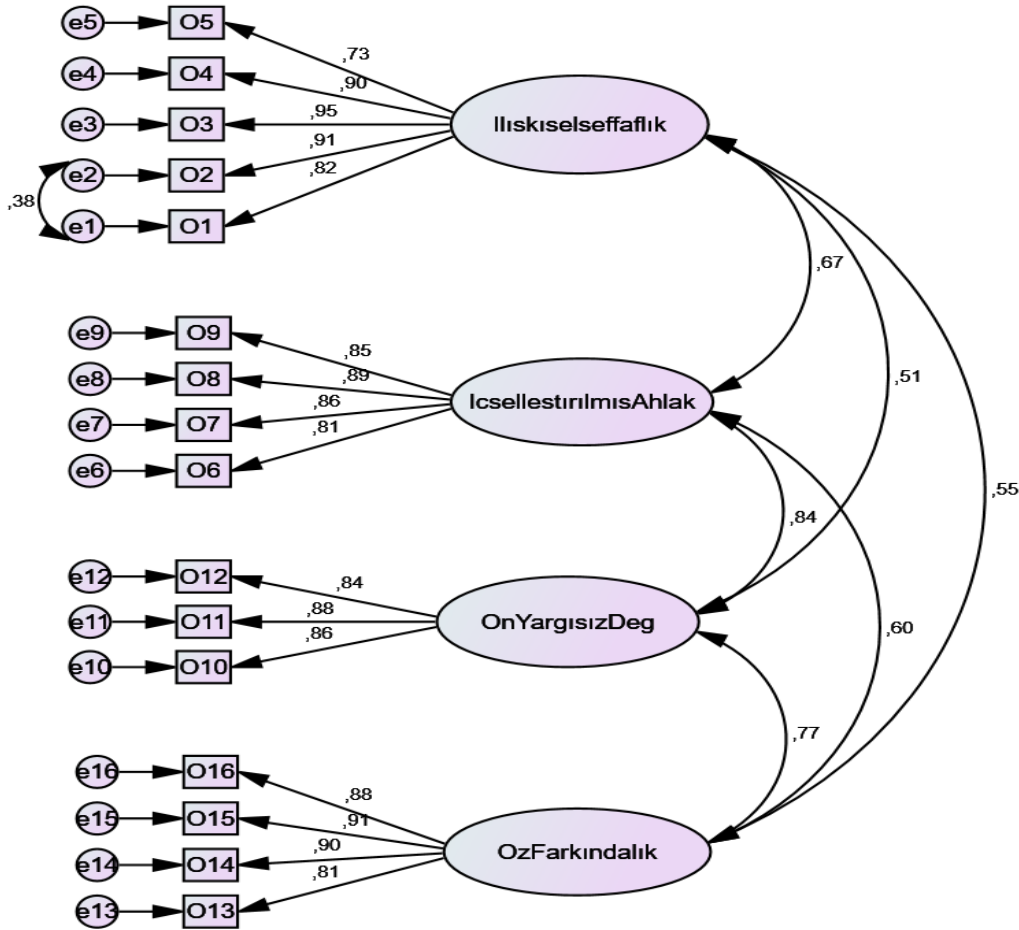 e5 O5
,73
e4 O4
,90
e3 O3
,95
Ilıskıselseffaflık
,91
e2 O2
,82
,38
e1 O1
,67
e9 O9
,85
e8 O8
,89
,51
IcsellestırılmısAhlak
e7 O7
,86
,81
e6 O6
,55
,84
e12 O12
,84
e11 O11
,88
OnYargısızDeg
,86
,60
e10 O10
,77
e16 O16
,88
e15 O15
,91
OzFarkındalık
,90
e14 O14
,81
e13 O13